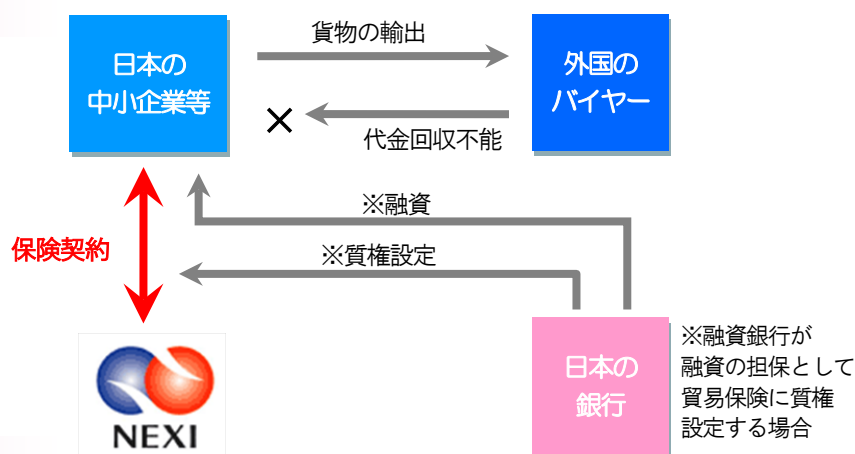 日本の
中小企業等
貨物の輸出
外国の
バイヤー
×
代金回収不能
※融資
保険契約
※質権設定
日本の
銀行
※融資銀行が
融資の担保として
貿易保険に質権
設定する場合
NEXI